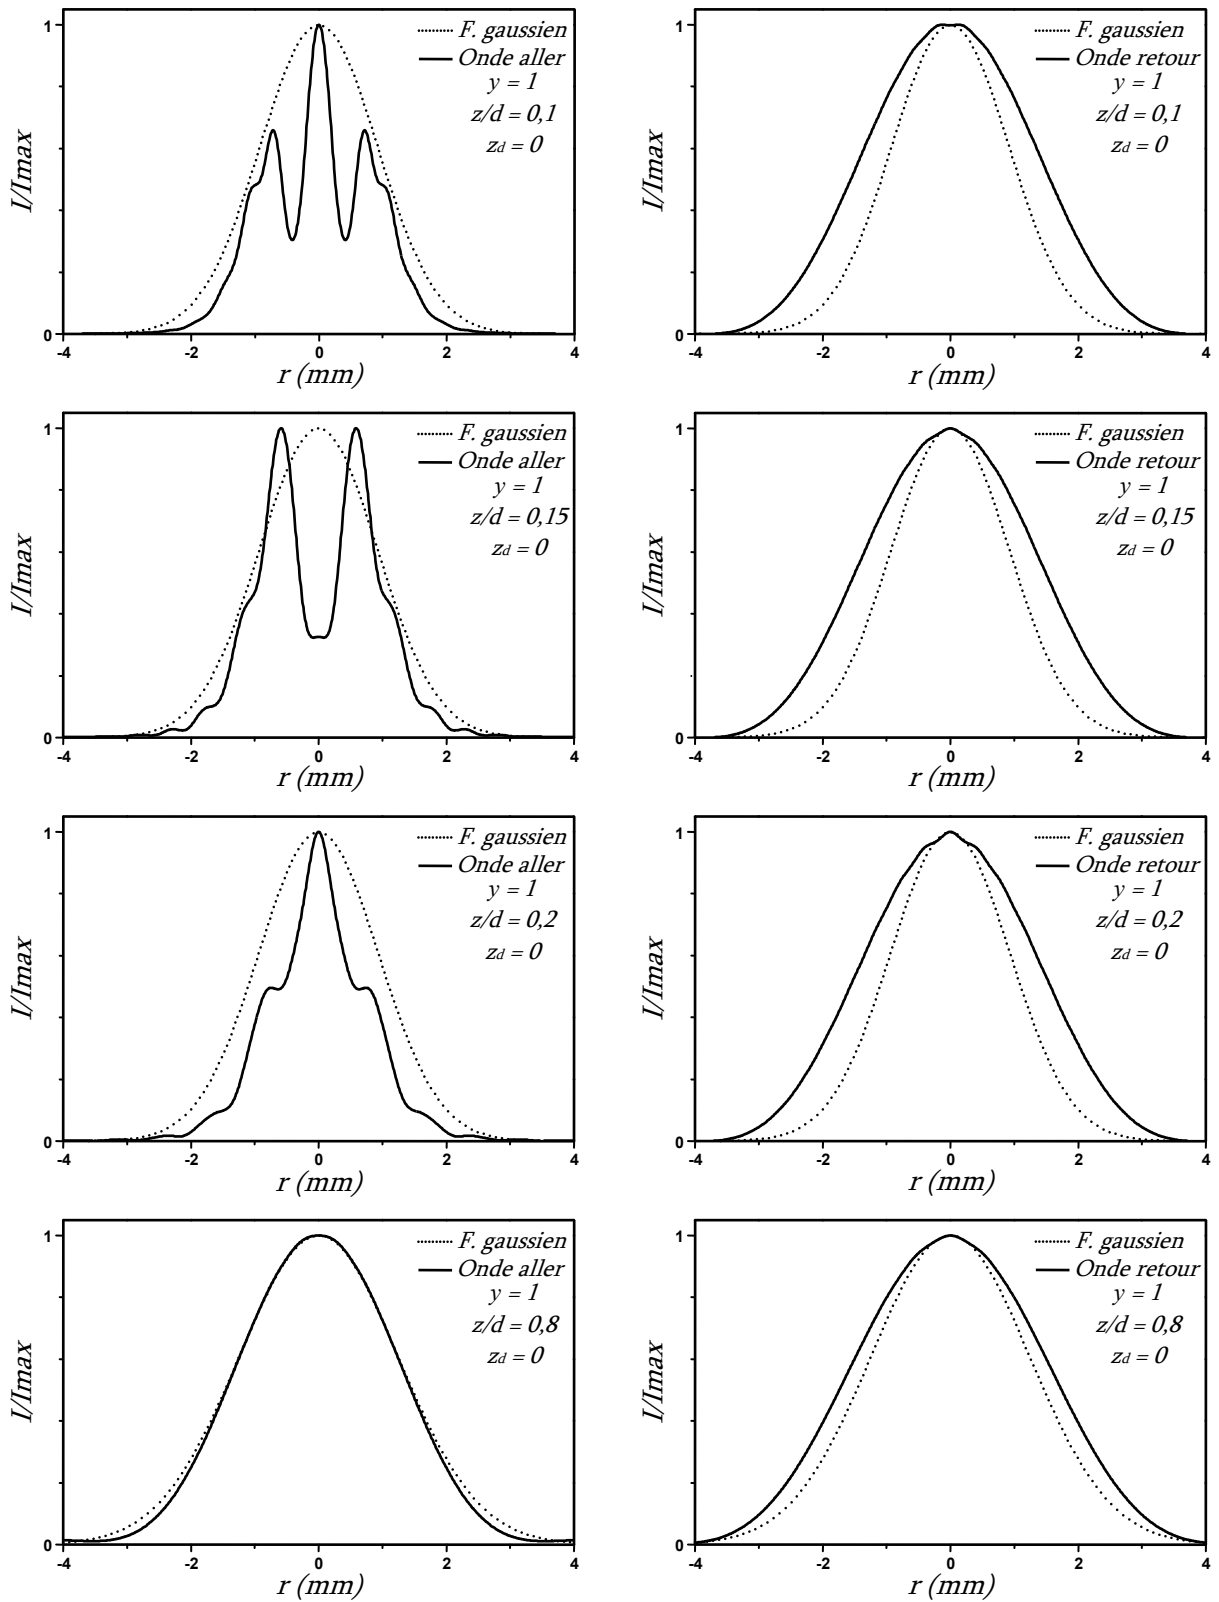 I/Imax
1
0
F. gaussien
Onde aller
y = 1
z/d = 0,1
zd = 0
-4 -2 0 2 4
r (mm)
I/Imax
1
0
F. gaussien
Onde retour
y = 1
z/d = 0,1
zd = 0
-4 -2 0 2 4
r (mm)
I/Imax
1
0
F. gaussien
Onde aller
y = 1
z/d = 0,15
zd = 0
-4 -2 0 2 4
r (mm)
I/Imax
1
0
F. gaussien
Onde retour
y = 1
z/d = 0,15
zd = 0
-4 -2 0 2 4
r (mm)
I/Imax
1
0
F. gaussien
Onde aller
y = 1
z/d = 0,2
zd = 0
-4 -2 0 2 4
r (mm)
I/Imax
1
0
F. gaussien
Onde retour
y = 1
z/d = 0,2
zd = 0
-4 -2 0 2 4
r (mm)
I/Imax
1
0
F. gaussien
Onde aller
y = 1
z/d = 0,8
zd = 0
-4 -2 0 2 4
r (mm)
I/Imax
1
0
F. gaussien
Onde retour
y = 1
z/d = 0,8
zd = 0
-4 -2 0 2 4
r (mm)